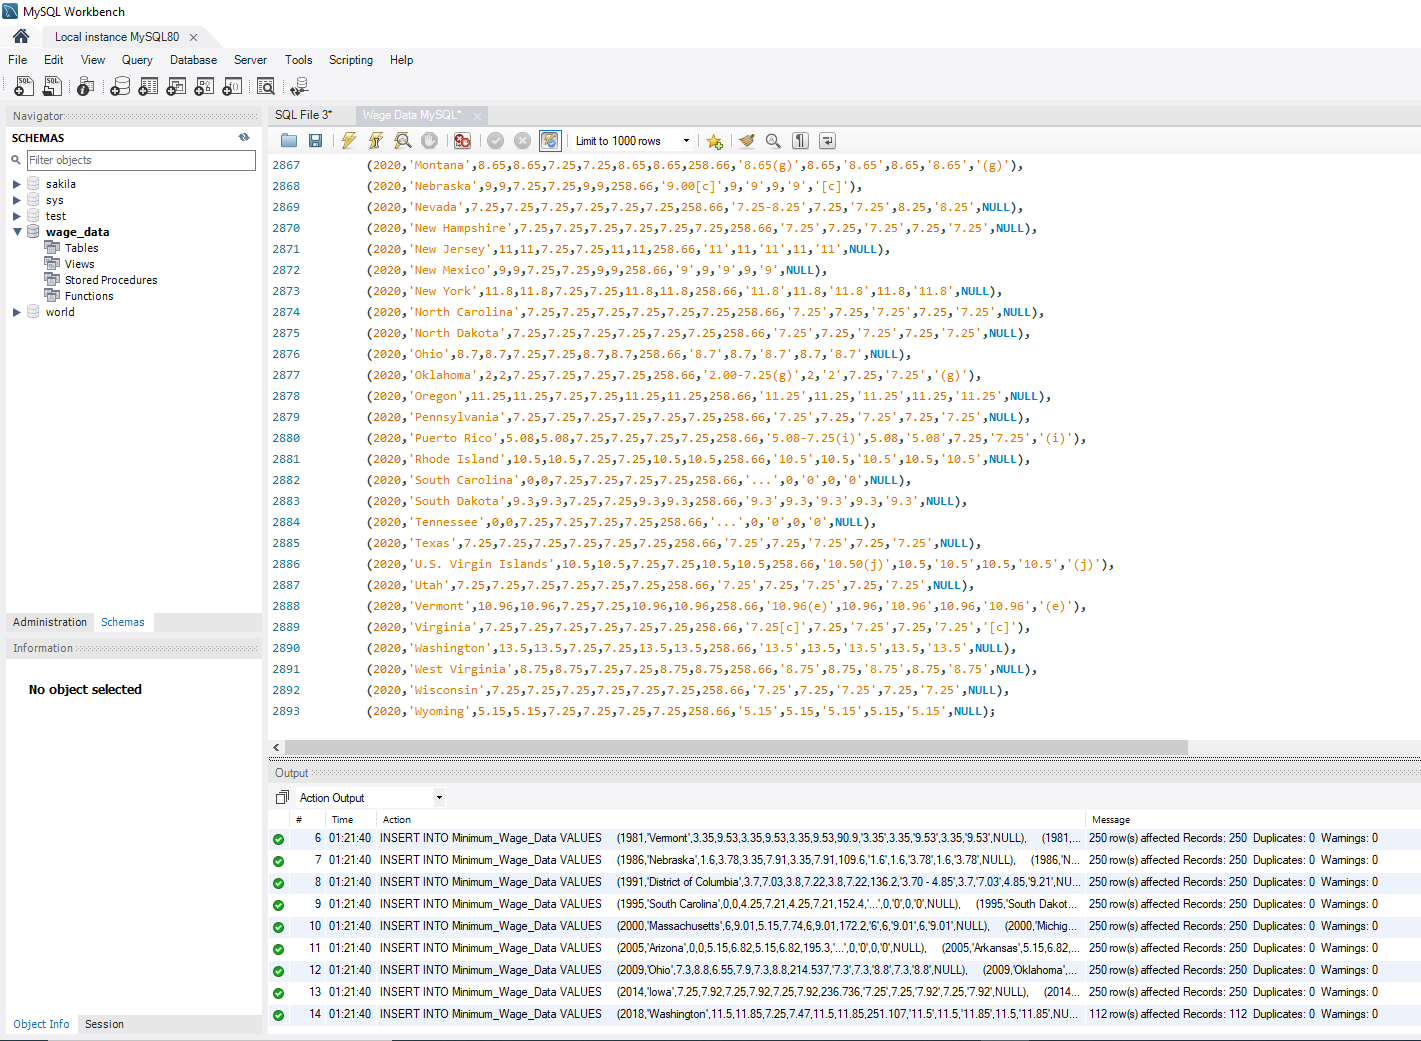 MySQL Workbench
Local instance MySQL80 ×
File Edit View Query Database Server Tools Scripting Help
Navigator
SCHEMAS
Filter objects
sakila
sys
test
wage_data
Tables
Views
Stored Procedures
Functions
world
Administration Schemas
Information
No object selected
Object Info Session
SQL File 3* Wage Data MySQL* ×
Limit to 1000 rows
2867 (2020,'Montana',8.65,8.65,7.25,7.25,8.65,8.65,258.66,'8.65(g)',8.65,'8.65',8.65,'8.65','(g)'),
2868 (2020,'Nebraska',9,9,7.25,7.25,9,9,258.66,'9.00[c]',9,'9',9,'9','[c]'),
2869 (2020,'Nevada',7.25,7.25,7.25,7.25,7.25,7.25,258.66,'7.25-8.25',7.25,'7.25',8.25,'8.25',NULL),
2870 (2020,'New Hampshire',7.25,7.25,7.25,7.25,7.25,7.25,258.66,'7.25',7.25,'7.25',7.25,'7.25',NULL),
2871 (2020,'New Jersey',11,11,7.25,7.25,11,11,258.66,'11',11,'11',11,'11',NULL),
2872 (2020,'New Mexico',9,9,7.25,7.25,9,9,258.66,'9',9,'9',9,'9',NULL),
2873 (2020,'New York',11.8,11.8,7.25,7.25,11.8,11.8,258.66,'11.8',11.8,'11.8',11.8,'11.8',NULL),
2874 (2020,'North Carolina',7.25,7.25,7.25,7.25,7.25,7.25,258.66,'7.25',7.25,'7.25',7.25,'7.25',NULL),
2875 (2020,'North Dakota',7.25,7.25,7.25,7.25,7.25,7.25,258.66,'7.25',7.25,'7.25',7.25,'7.25',NULL),
2876 (2020,'Ohio',8.7,8.7,7.25,7.25,8.7,8.7,258.66,'8.7',8.7,'8.7',8.7,'8.7',NULL),
2877 (2020,'Oklahoma',2,2,7.25,7.25,7.25,7.25,258.66,'2.00-7.25(g)',2,'2',7.25,'7.25','(g)'),
2878 (2020,'Oregon',11.25,11.25,7.25,7.25,11.25,11.25,258.66,'11.25',11.25,'11.25',11.25,'11.25',NULL),
2879 (2020,'Pennsylvania',7.25,7.25,7.25,7.25,7.25,7.25,258.66,'7.25',7.25,'7.25',7.25,'7.25',NULL),
2880 (2020,'Puerto Rico',5.08,5.08,7.25,7.25,7.25,7.25,258.66,'5.08-7.25(i)',5.08,'5.08',7.25,'7.25','(i)'),
2881 (2020,'Rhode Island',10.5,10.5,7.25,7.25,10.5,10.5,258.66,'10.5',10.5,'10.5',10.5,'10.5',NULL),
2882 (2020,'South Carolina',0,0,7.25,7.25,7.25,7.25,258.66,'...',0,'0',0,'0',NULL),
2883 (2020,'South Dakota',9.3,9.3,7.25,7.25,9.3,9.3,258.66,'9.3',9.3,'9.3',9.3,'9.3',NULL),
2884 (2020,'Tennessee',0,0,7.25,7.25,7.25,7.25,258.66,'...',0,'0',0,'0',NULL),
2885 (2020,'Texas',7.25,7.25,7.25,7.25,7.25,7.25,258.66,'7.25',7.25,'7.25',7.25,'7.25',NULL),
2886 (2020,'U.S. Virgin Islands',10.5,10.5,7.25,7.25,10.5,10.5,258.66,'10.50(j)',10.5,'10.5',10.5,'10.5','(j)'),
2887 (2020,'Utah',7.25,7.25,7.25,7.25,7.25,7.25,258.66,'7.25',7.25,'7.25',7.25,'7.25',NULL),
2888 (2020,'Vermont',10.96,10.96,7.25,7.25,10.96,10.96,258.66,'10.96(e)',10.96,'10.96',10.96,'10.96','(e)'),
2889 (2020,'Virginia',7.25,7.25,7.25,7.25,7.25,7.25,258.66,'7.25[c]',7.25,'7.25',7.25,'7.25','[c]'),
2890 (2020,'Washington',13.5,13.5,7.25,7.25,13.5,13.5,258.66,'13.5',13.5,'13.5',13.5,'13.5',NULL),
2891 (2020,'West Virginia',8.75,8.75,7.25,7.25,8.75,8.75,258.66,'8.75',8.75,'8.75',8.75,'8.75',NULL),
2892 (2020,'Wisconsin',7.25,7.25,7.25,7.25,7.25,7.25,258.66,'7.25',7.25,'7.25',7.25,'7.25',NULL),
2893 (2020,'Wyoming',5.15,5.15,7.25,7.25,7.25,7.25,258.66,'5.15',5.15,'5.15',5.15,'5.15',NULL);
Output
Action Output
# Time Action Message
6 01:21:40 INSERT INTO Minimum_Wage_Data VALUES (1981,'Vermont',3.35,9.53,3.35,9.53,3.35,9.53,90.9,'3.35',3.35,'9.53',3.35,'9.53',NULL), (1981,... 250 row(s) affected Records: 250 Duplicates: 0 Warnings: 0
7 01:21:40 INSERT INTO Minimum_Wage_Data VALUES (1986,'Nebraska',1.6,3.78,3.35,7.91,3.35,7.91,109.6,'1.6',1.6,'3.78',1.6,'3.78',NULL), (1986,'N... 250 row(s) affected Records: 250 Duplicates: 0 Warnings: 0
8 01:21:40 INSERT INTO Minimum_Wage_Data VALUES (1991,'District of Columbia',3.7,7.03,3.8,7.22,3.8,7.22,136.2,'3.70 - 4.85',3.7,'7.03',4.85,'9.21',NU... 250 row(s) affected Records: 250 Duplicates: 0 Warnings: 0
9 01:21:40 INSERT INTO Minimum_Wage_Data VALUES (1995,'South Carolina',0,0,4.25,7.21,4.25,7.21,152.4,'...',0,'0',0,'0',NULL), (1995,'South Dakot... 250 row(s) affected Records: 250 Duplicates: 0 Warnings: 0
10 01:21:40 INSERT INTO Minimum_Wage_Data VALUES (2000,'Massachusetts',6,9.01,5.15,7.74,6,9.01,172.2,'6',6,'9.01',6,'9.01',NULL), (2000,'Michig... 250 row(s) affected Records: 250 Duplicates: 0 Warnings: 0
11 01:21:40 INSERT INTO Minimum_Wage_Data VALUES (2005,'Arizona',0,0,5.15,6.82,5.15,6.82,195.3,'...',0,'0',0,'0',NULL), (2005,'Arkansas',5.15,6.82,... 250 row(s) affected Records: 250 Duplicates: 0 Warnings: 0
12 01:21:40 INSERT INTO Minimum_Wage_Data VALUES (2009,'Ohio',7.3,8.8,6.55,7.9,7.3,8.8,214.537,'7.3',7.3,'8.8',7.3,'8.8',NULL), (2009,'Oklahoma',... 250 row(s) affected Records: 250 Duplicates: 0 Warnings: 0
13 01:21:40 INSERT INTO Minimum_Wage_Data VALUES (2014,'Iowa',7.25,7.92,7.25,7.92,7.25,7.92,236.736,'7.25',7.25,'7.92',7.25,'7.92',NULL), (2014... 250 row(s) affected Records: 250 Duplicates: 0 Warnings: 0
14 01:21:40 INSERT INTO Minimum_Wage_Data VALUES (2018,'Washington',11.5,11.85,7.25,7.47,11.5,11.85,251.107,'11.5',11.5,'11.85',11.5,'11.85',NU... 112 row(s) affected Records: 112 Duplicates: 0 Warnings: 0